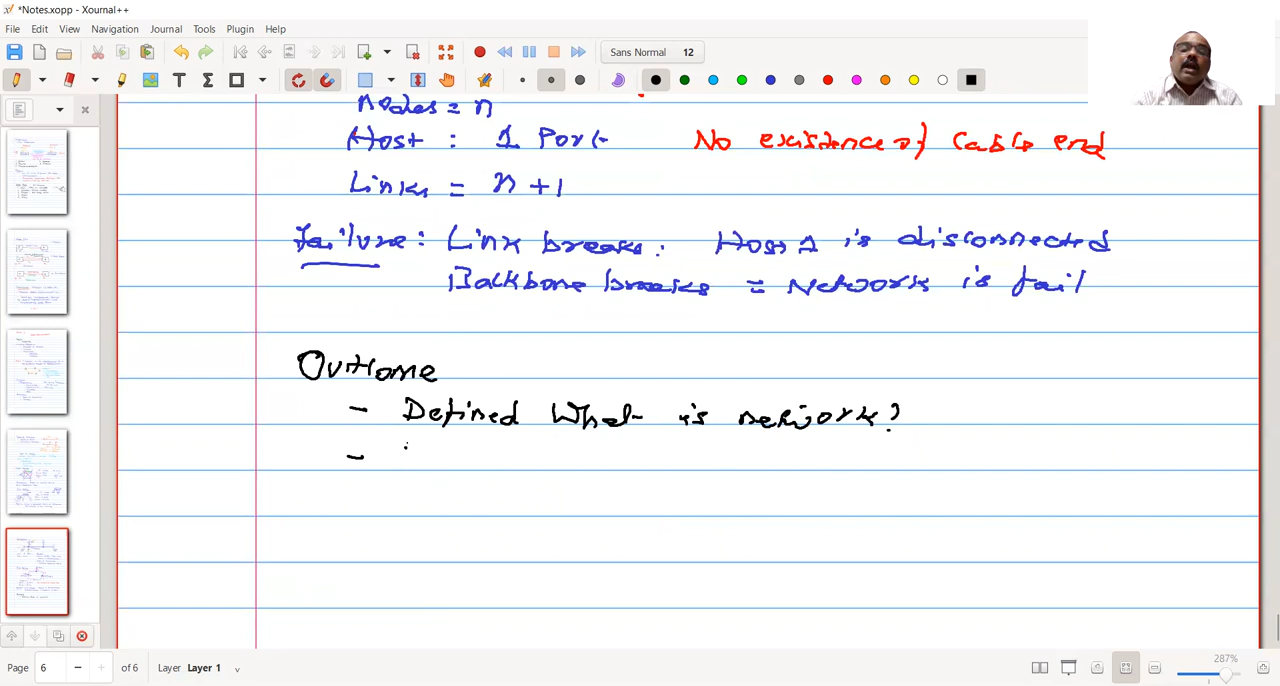 *Notes.xopp - Xournal++
File Edit View Navigation Journal Tools Plugin Help
Sans Normal 12
Nodes = n
Host : 1 Port No existence of cable end
Links = n + 1
Failure : Link breaks : Host 1 is disconnected
Backbone breaks = Network is fail
Outcome
- Defined What is network?
-
Page 6 of 6 Layer Layer 1 287%